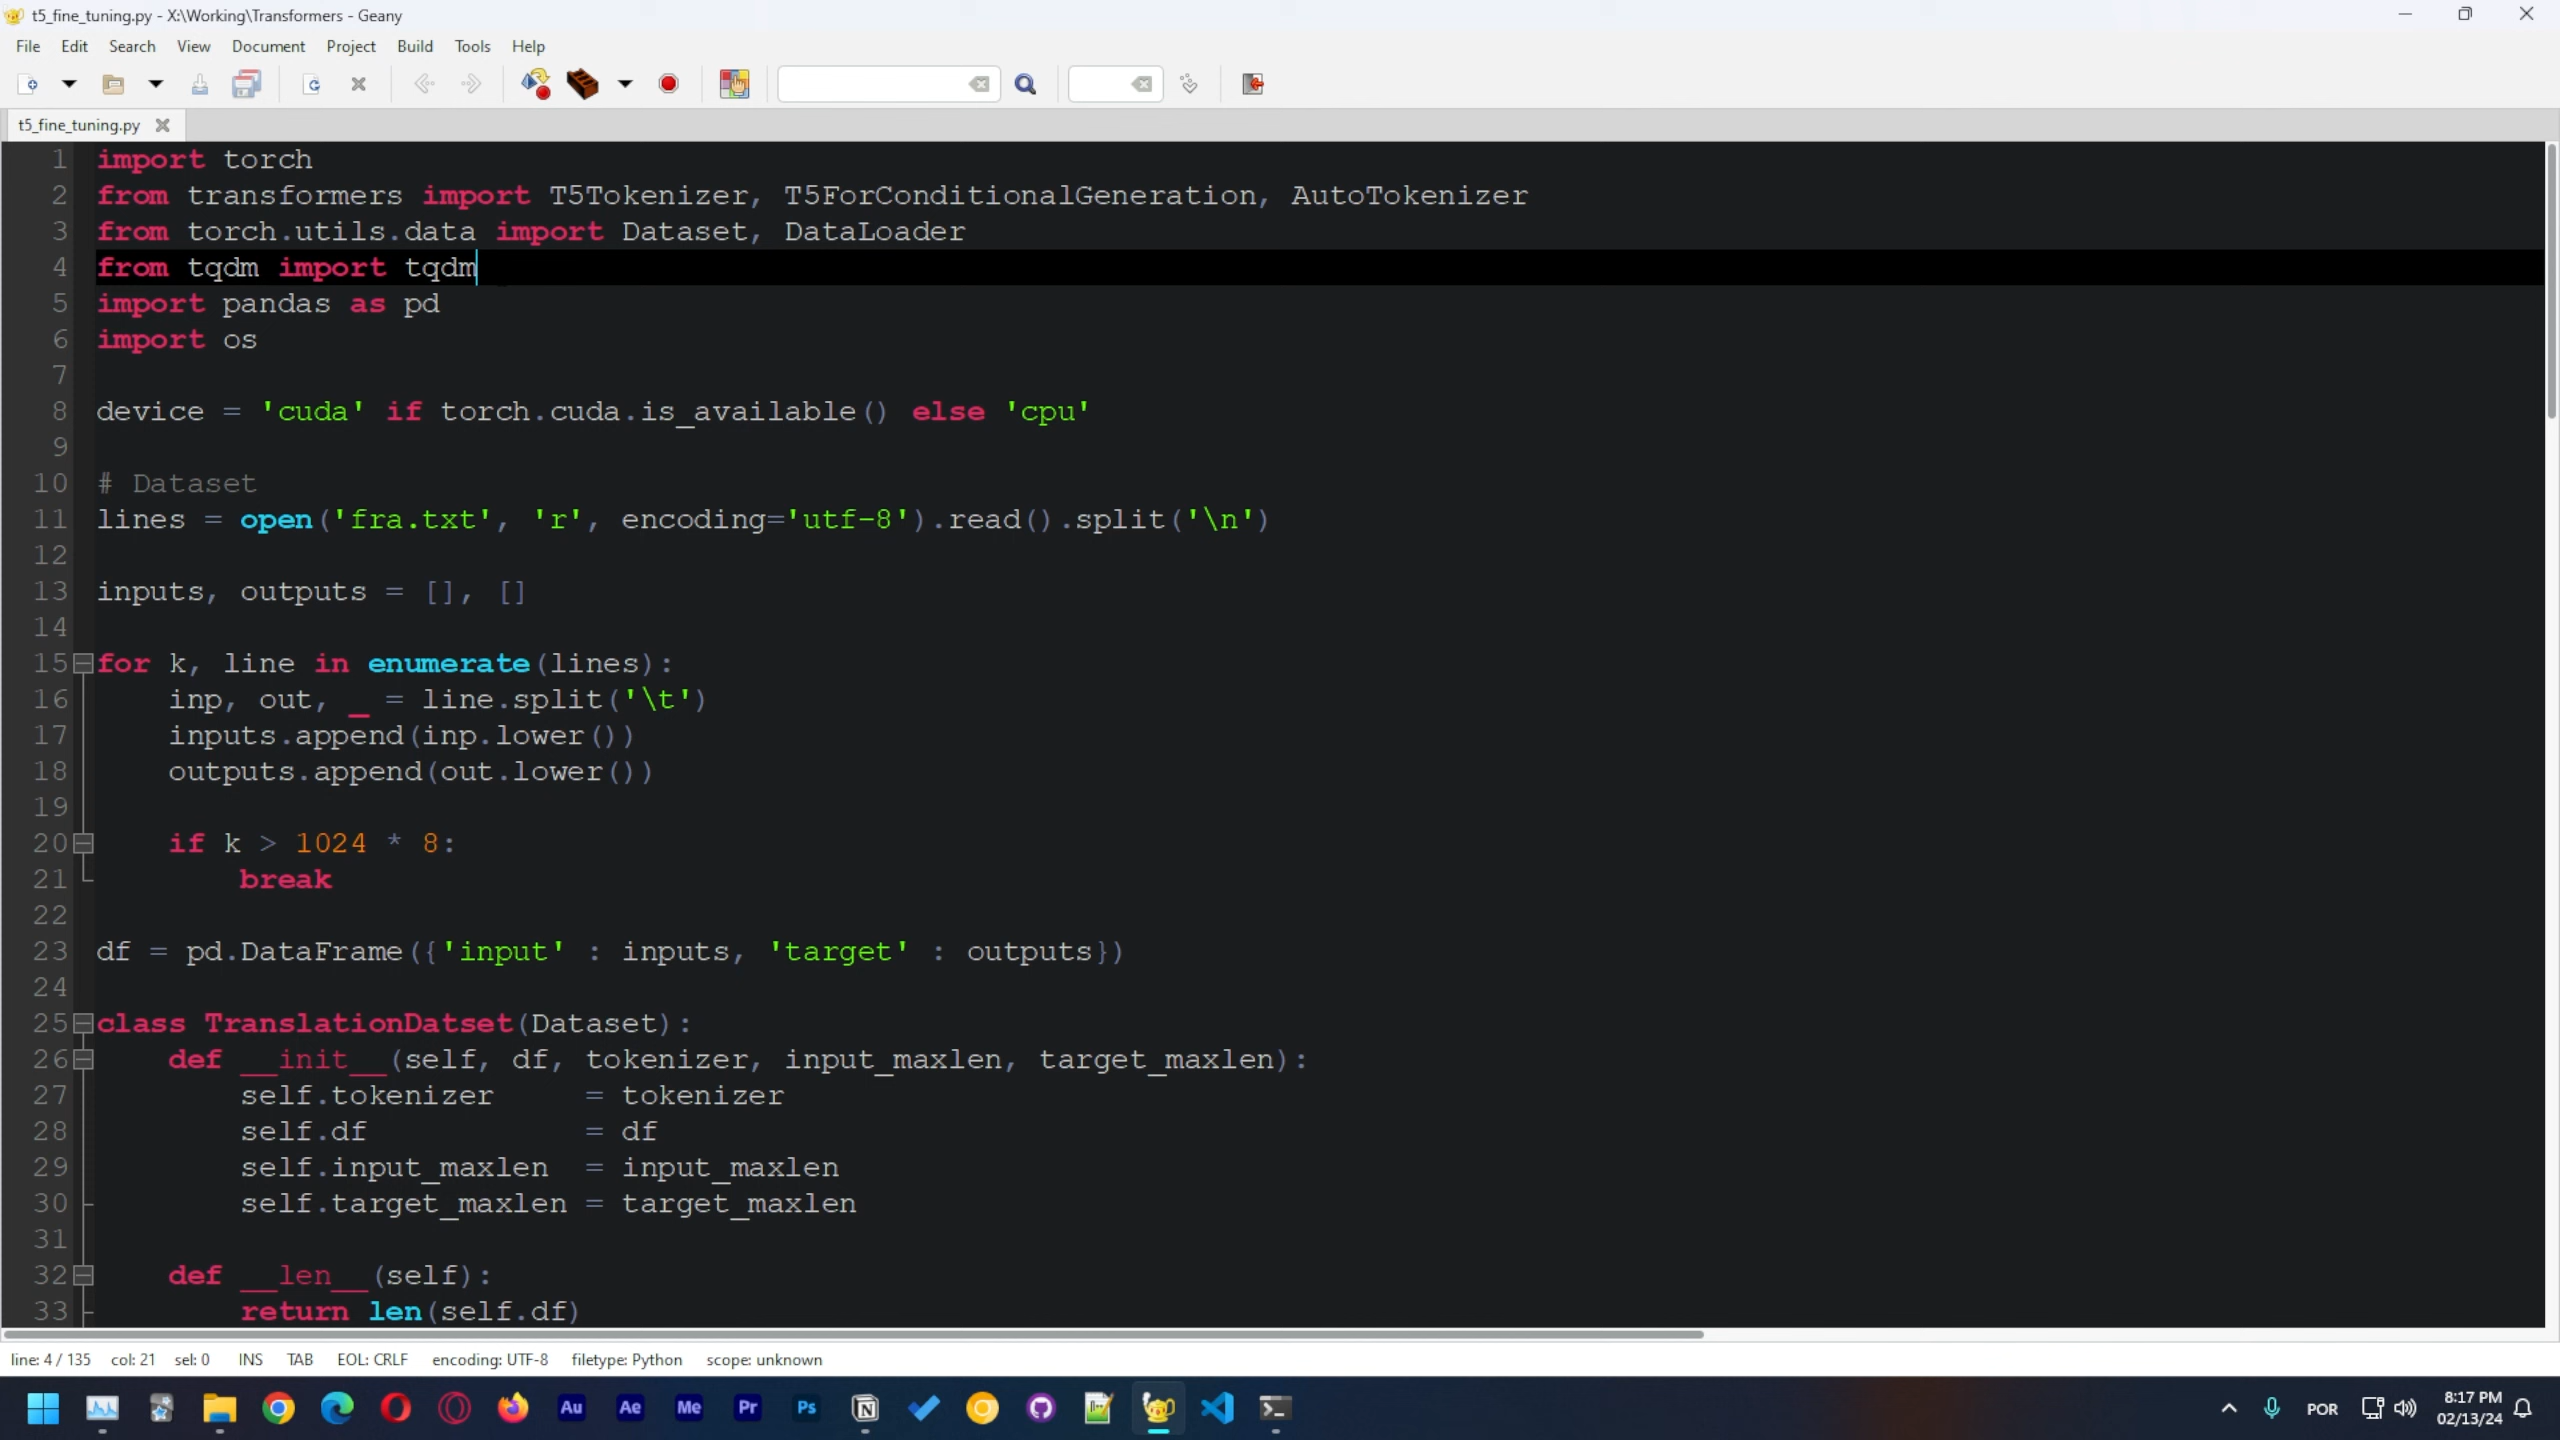 t5_fine_tuning.py - X:\Working\Transformers - Geany
File Edit Search View Document Project Build Tools Help
t5_fine_tuning.py
1 import torch
2 from transformers import T5Tokenizer, T5ForConditionalGeneration, AutoTokenizer
3 from torch.utils.data import Dataset, DataLoader
4 from tqdm import tqdm
5 import pandas as pd
6 import os
7
8 device = 'cuda' if torch.cuda.is_available() else 'cpu'
9
10 # Dataset
11 lines = open('fra.txt', 'r', encoding='utf-8').read().split('\n')
12
13 inputs, outputs = [], []
14
15 for k, line in enumerate(lines):
16     inp, out, _ = line.split('\t')
17     inputs.append(inp.lower())
18     outputs.append(out.lower())
19
20     if k > 1024 * 8:
21         break
22
23 df = pd.DataFrame({'input' : inputs, 'target' : outputs})
24
25 class TranslationDatset(Dataset):
26     def __init__(self, df, tokenizer, input_maxlen, target_maxlen):
27         self.tokenizer     = tokenizer
28         self.df            = df
29         self.input_maxlen  = input_maxlen
30         self.target_maxlen = target_maxlen
31
32     def __len__(self):
33         return len(self.df)
line: 4 / 135 col: 21 sel: 0 INS TAB EOL: CRLF encoding: UTF-8 filetype: Python scope: unknown
Au Ae Me Pr Ps N POR 8:17 PM
02/13/24